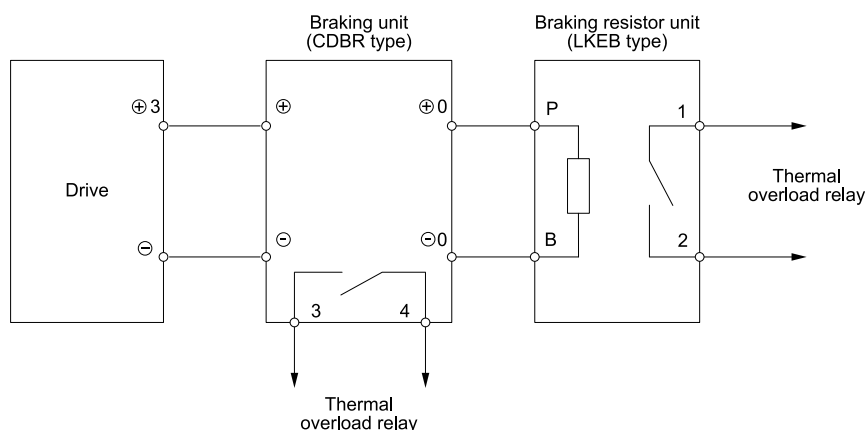 Braking unit
(CDBR type)
Braking resistor unit
(LKEB type)
⊕3
⊕
⊕0
P
1
Drive
Thermal
overload relay
⊖
⊖
⊖0
B
2
3
4
Thermal
overload relay